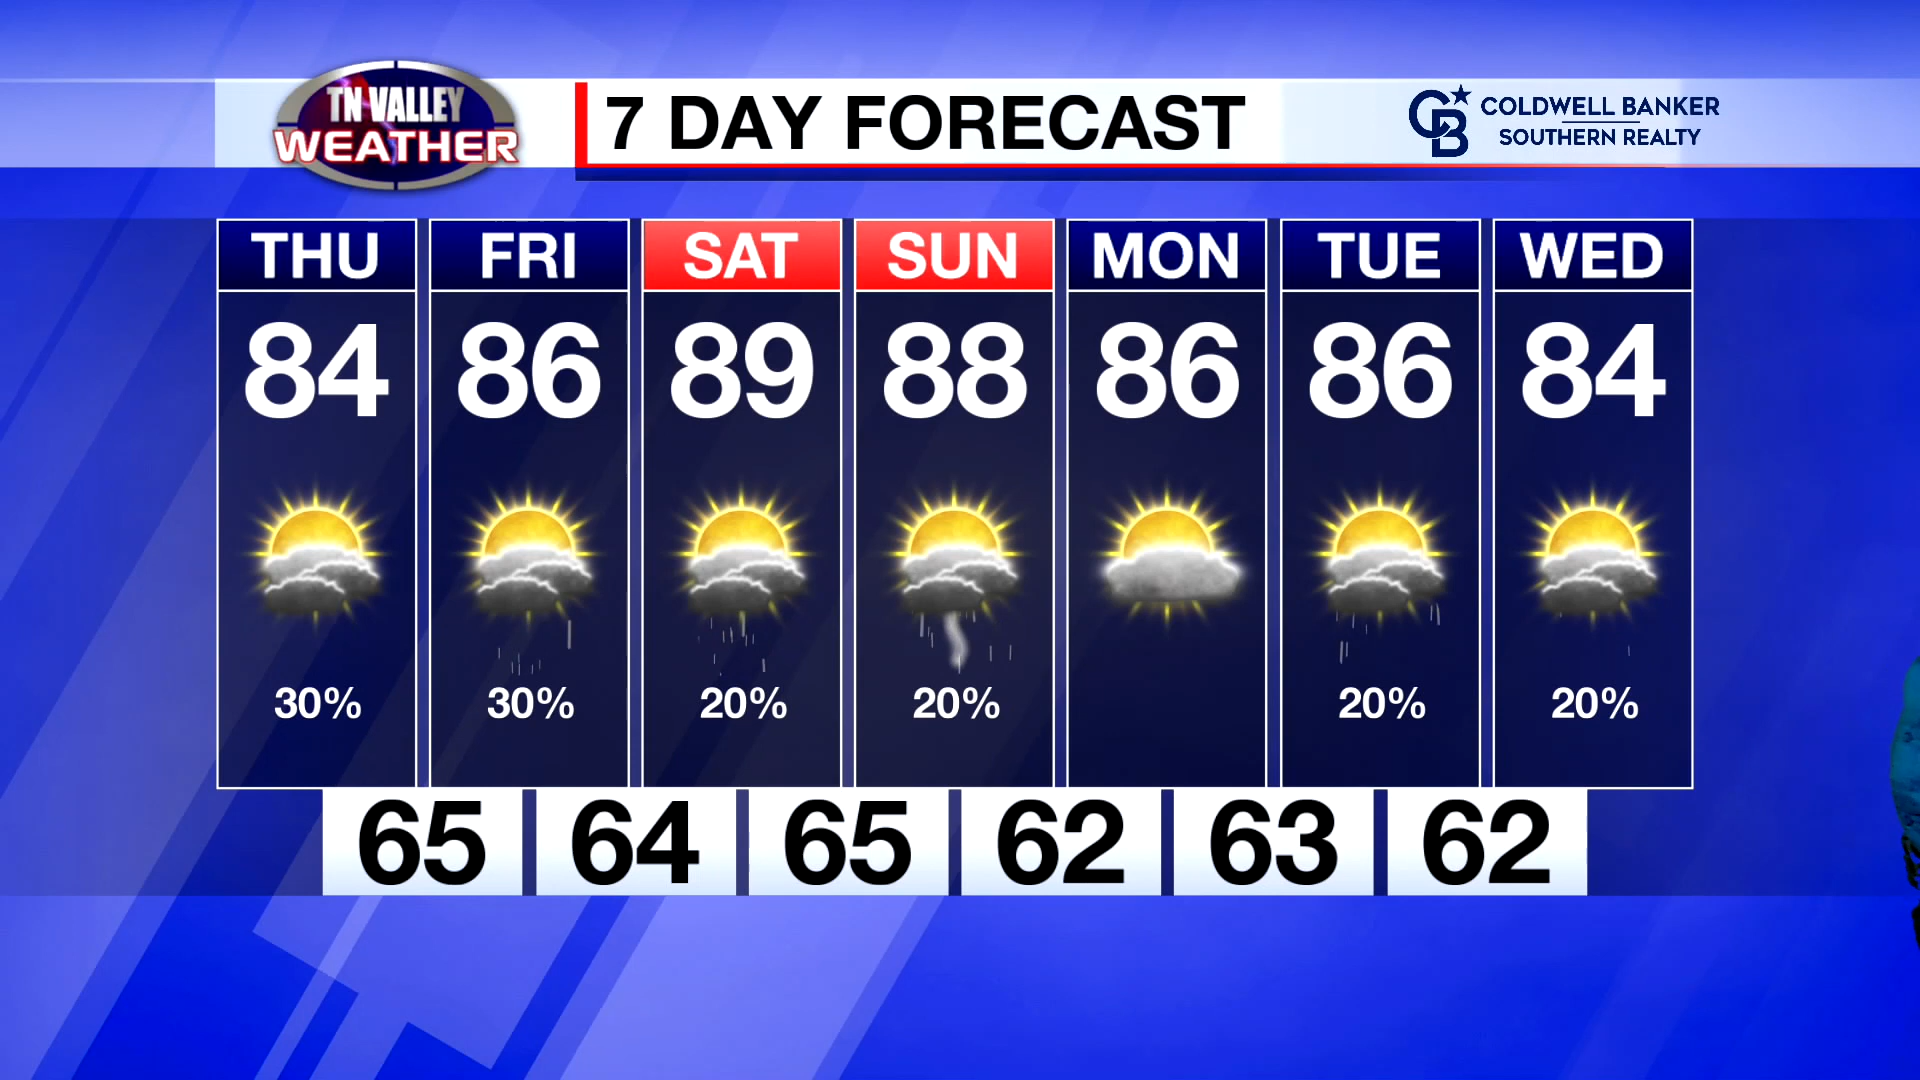 TN VALLEY
WEATHER
7 DAY FORECAST
COLDWELL BANKER
SOUTHERN REALTY
THU FRI SAT SUN MON TUE WED
84 86 89 88 86 86 84
30% 30% 20% 20% 20% 20%
65 64 65 62 63 62